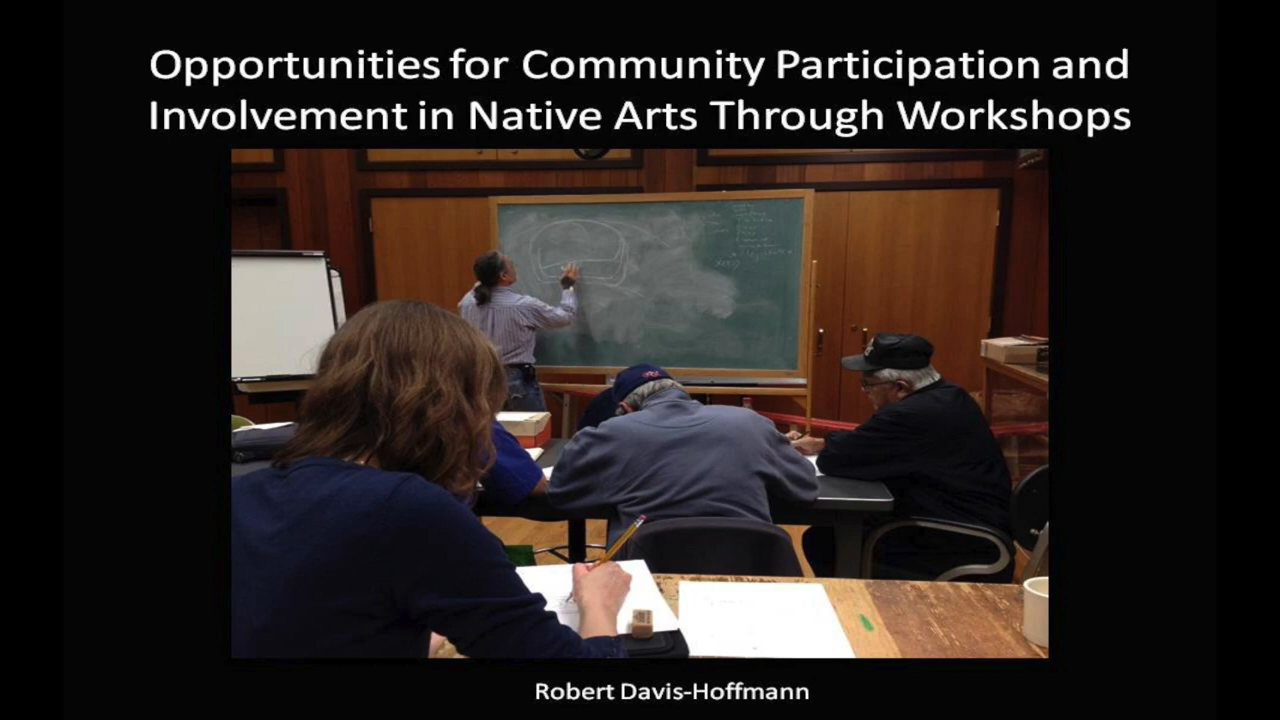 Opportunities for Community Participation and
Involvement in Native Arts Through Workshops
Robert Davis-Hoffmann